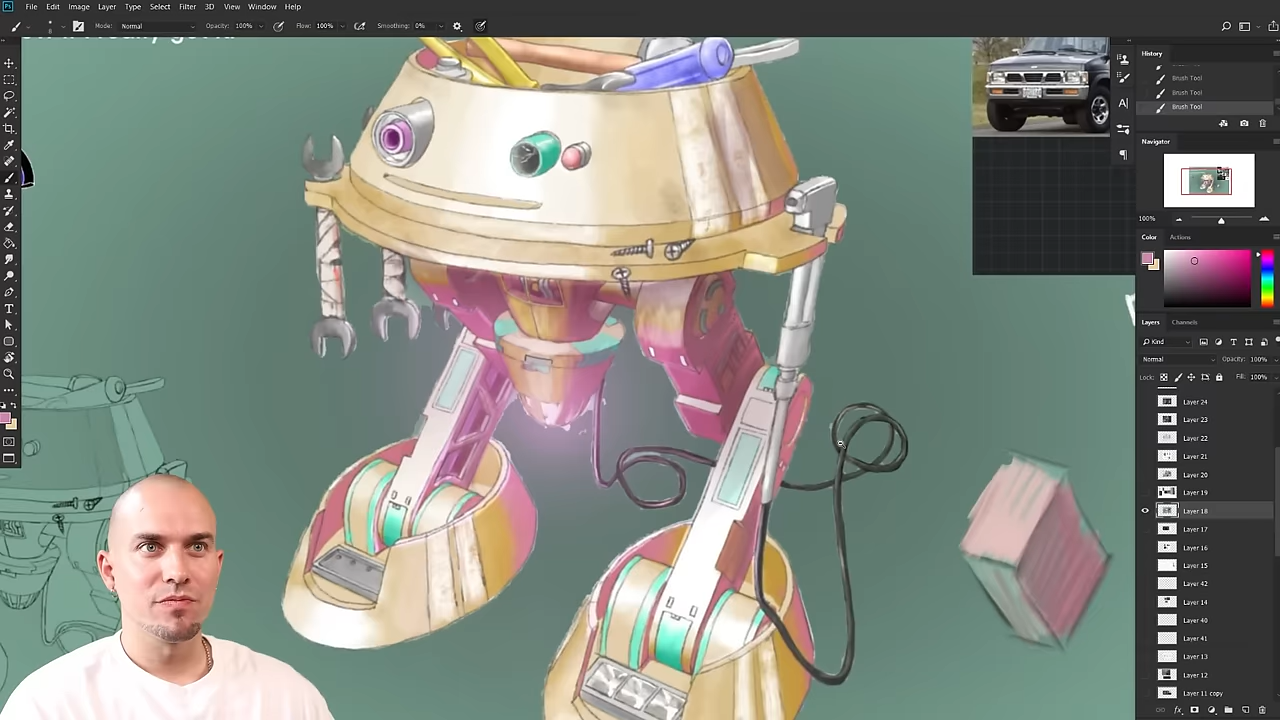 File Edit Image Layer Type Select Filter 3D View Window Help
Mode: Normal Opacity: 100% Flow: 100% Smoothing: 0%
8
History
Brush Tool
Brush Tool
Brush Tool
Navigator
100%
Color Actions
Layers Channels
Kind
Normal Opacity: 100%
Lock: Fill: 100%
Layer 24
Layer 23
Layer 22
Layer 21
Layer 20
Layer 19
Layer 18
Layer 17
Layer 16
Layer 15
Layer 42
Layer 14
Layer 40
Layer 41
Layer 13
Layer 12
Layer 11 copy